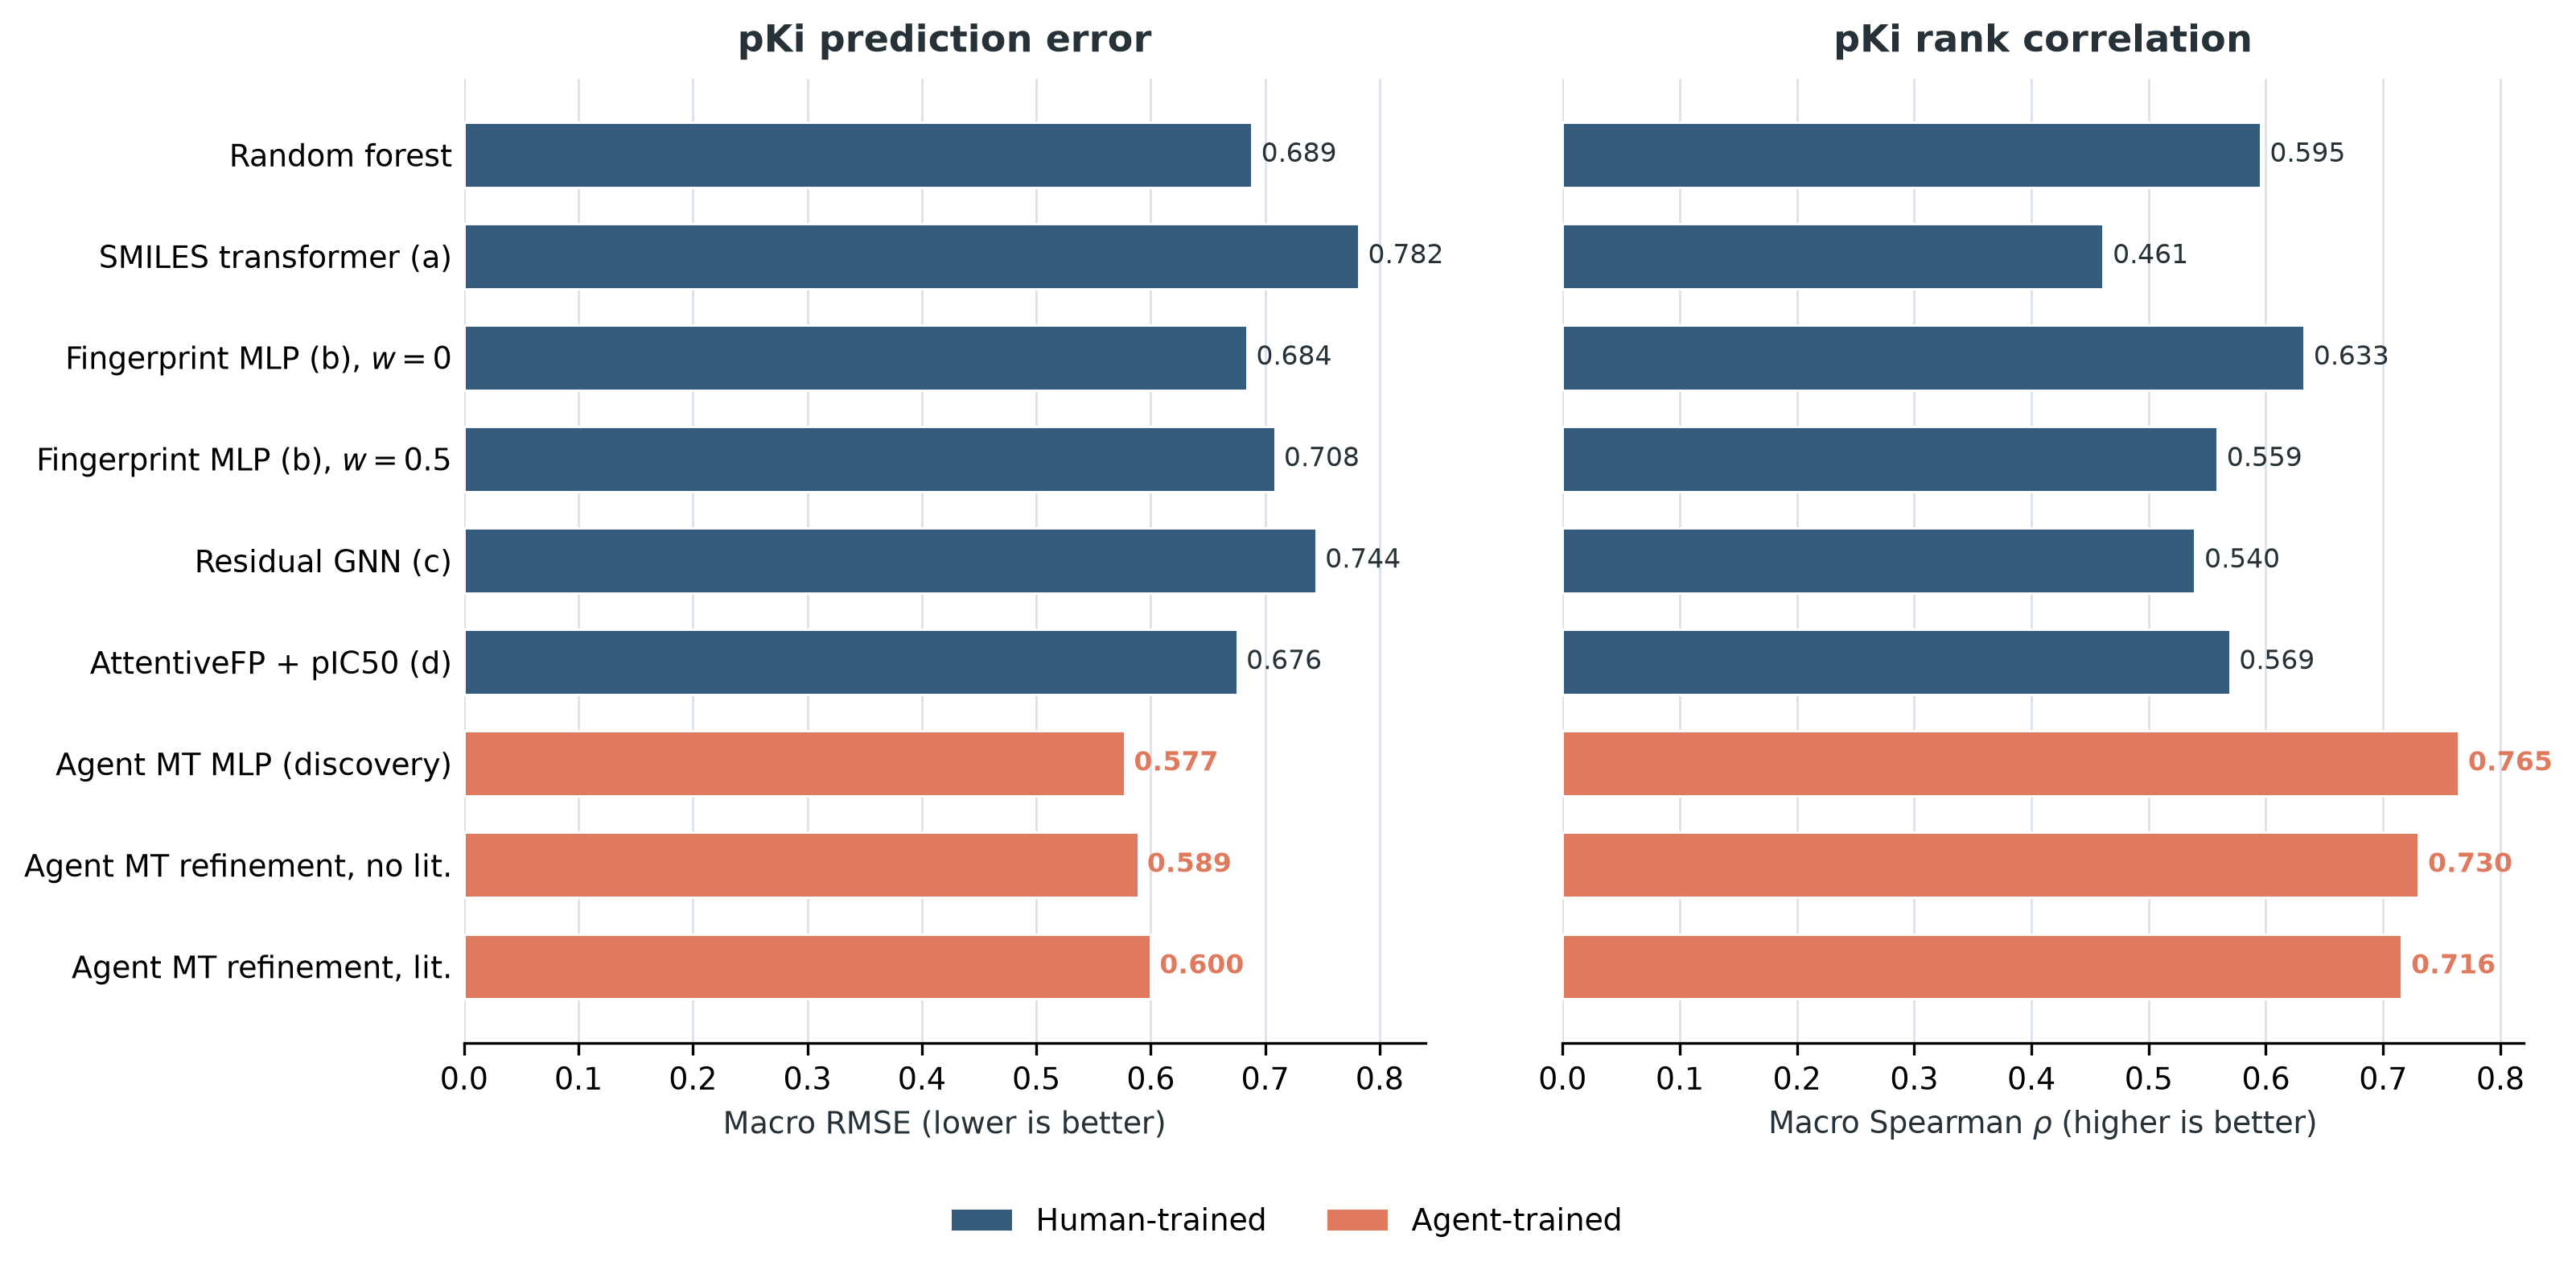 pKi prediction error
pKi rank correlation
Random forest
0.689
0.595
SMILES transformer (a)
0.782
0.461
Fingerprint MLP (b), w = 0
0.684
0.633
Fingerprint MLP (b), w = 0.5
0.708
0.559
Residual GNN (c)
0.744
0.540
AttentiveFP + pIC50 (d)
0.676
0.569
Agent MT MLP (discovery)
0.577
0.765
Agent MT refinement, no lit.
0.589
0.730
Agent MT refinement, lit.
0.600
0.716
0.0 0.1 0.2 0.3 0.4 0.5 0.6 0.7 0.8
0.0 0.1 0.2 0.3 0.4 0.5 0.6 0.7 0.8
Macro RMSE (lower is better)
Macro Spearman ρ (higher is better)
Human-trained
Agent-trained